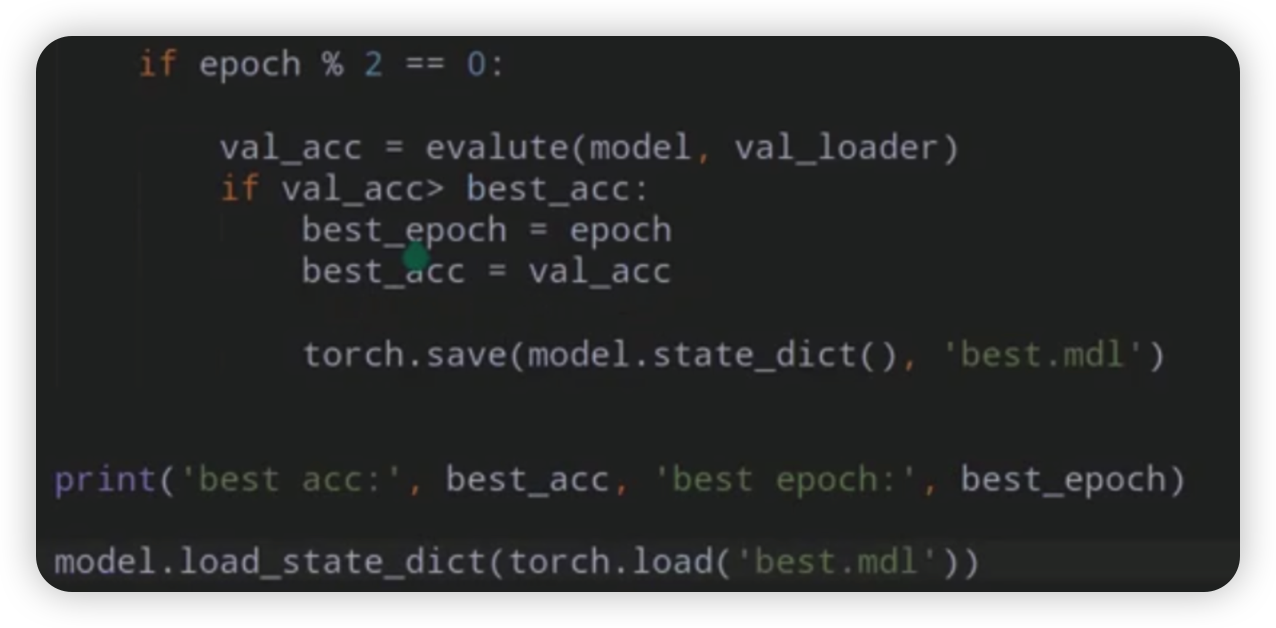 if epoch % 2 == 0:
val_acc = evalute(model, val_loader)
if val_acc> best_acc:
best_epoch = epoch
best_acc = val_acc
torch.save(model.state_dict(), 'best.mdl')
print('best acc:', best_acc, 'best epoch:', best_epoch)
model.load_state_dict(torch.load('best.mdl'))